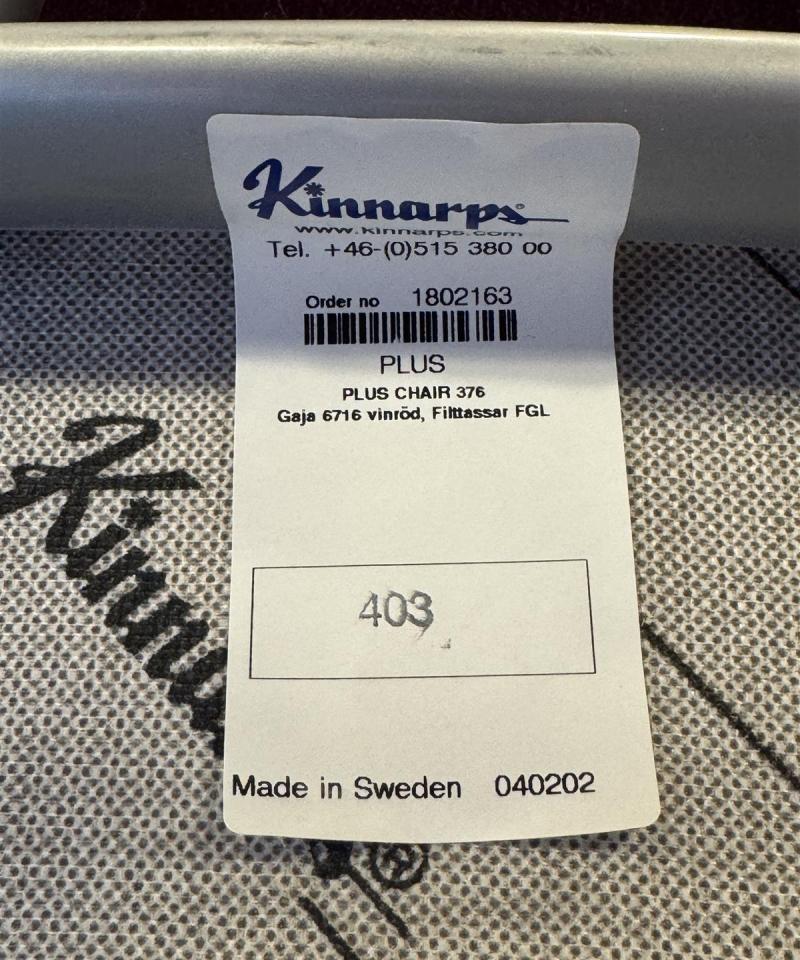 Kinnarps®
www.kinnarps.com
Tel. +46-(0)515 380 00
Order no 1802163
PLUS
PLUS CHAIR 376
Gaja 6716 vinröd, Filttassar FGL
403
Made in Sweden 040202
Kinna